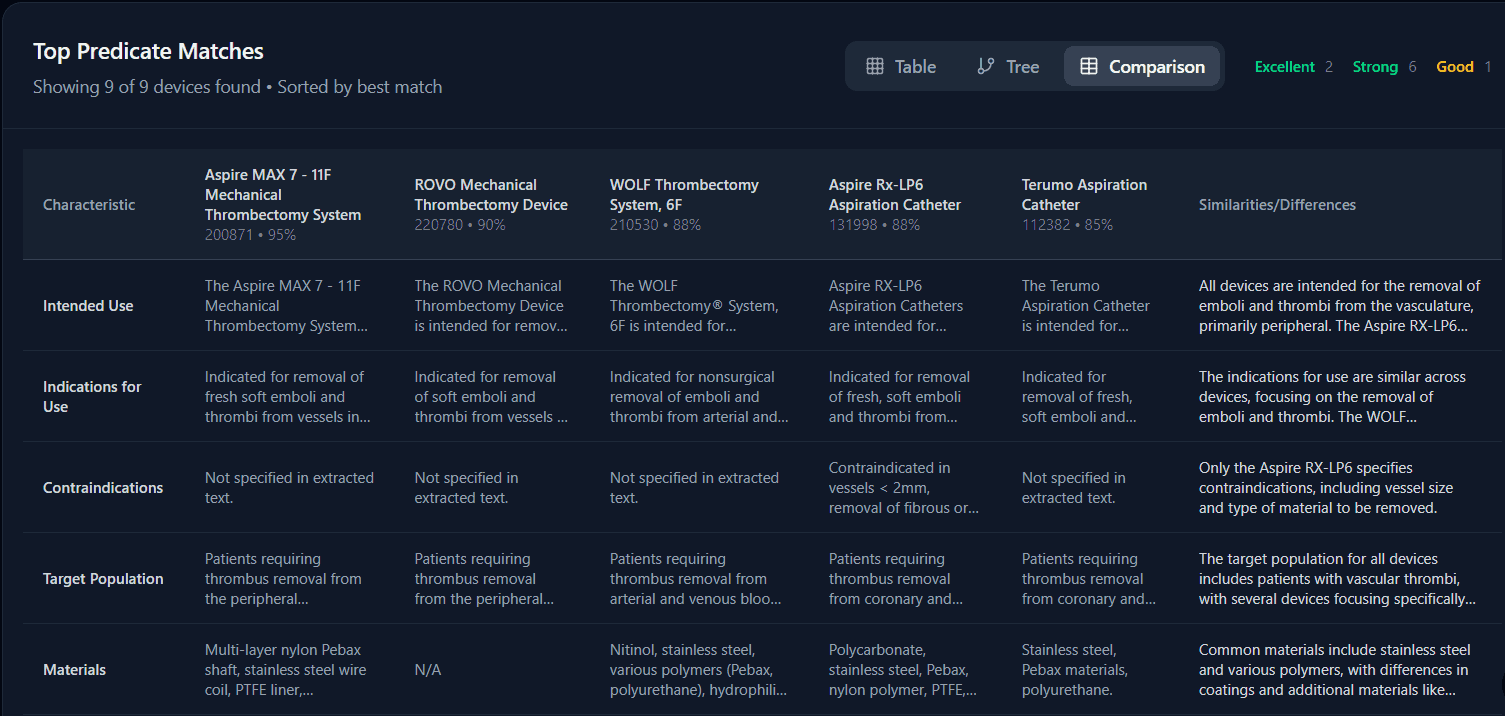 Top Predicate Matches
Showing 9 of 9 devices found • Sorted by best match
Table
Tree
Comparison
Excellent 2
Strong 6
Good 1
Characteristic
Aspire MAX 7 - 11F
Mechanical
Thrombectomy System
200871 • 95%
ROVO Mechanical
Thrombectomy Device
220780 • 90%
WOLF Thrombectomy
System, 6F
210530 • 88%
Aspire Rx-LP6
Aspiration Catheter
131998 • 88%
Terumo Aspiration
Catheter
112382 • 85%
Similarities/Differences
Intended Use
The Aspire MAX 7 - 11F
Mechanical
Thrombectomy System...
The ROVO Mechanical
Thrombectomy Device
is intended for remov...
The WOLF
Thrombectomy® System,
6F is intended for...
Aspire RX-LP6
Aspiration Catheters
are intended for...
The Terumo
Aspiration Catheter
is intended for...
All devices are intended for the removal of
emboli and thrombi from the vasculature,
primarily peripheral. The Aspire RX-LP6...
Indications for
Use
Indicated for removal of
fresh soft emboli and
thrombi from vessels in...
Indicated for removal
of soft emboli and
thrombi from vessels ...
Indicated for nonsurgical
removal of emboli and
thrombi from arterial and...
Indicated for removal
of fresh, soft emboli
and thrombi from...
Indicated for
removal of fresh,
soft emboli and...
The indications for use are similar across
devices, focusing on the removal of
emboli and thrombi. The WOLF...
Contraindications
Not specified in extracted
text.
Not specified in
extracted text.
Not specified in extracted
text.
Contraindicated in
vessels < 2mm,
removal of fibrous or...
Not specified in
extracted text.
Only the Aspire RX-LP6 specifies
contraindications, including vessel size
and type of material to be removed.
Target Population
Patients requiring
thrombus removal from
the peripheral...
Patients requiring
thrombus removal
from the peripheral...
Patients requiring
thrombus removal from
arterial and venous bloo...
Patients requiring
thrombus removal
from coronary and...
Patients requiring
thrombus removal
from coronary and...
The target population for all devices
includes patients with vascular thrombi,
with several devices focusing specifically...
Materials
Multi-layer nylon Pebax
shaft, stainless steel wire
coil, PTFE liner,...
N/A
Nitinol, stainless steel,
various polymers (Pebax,
polyurethane), hydrophili...
Polycarbonate,
stainless steel, Pebax,
nylon polymer, PTFE,...
Stainless steel,
Pebax materials,
polyurethane.
Common materials include stainless steel
and various polymers, with differences in
coatings and additional materials like...